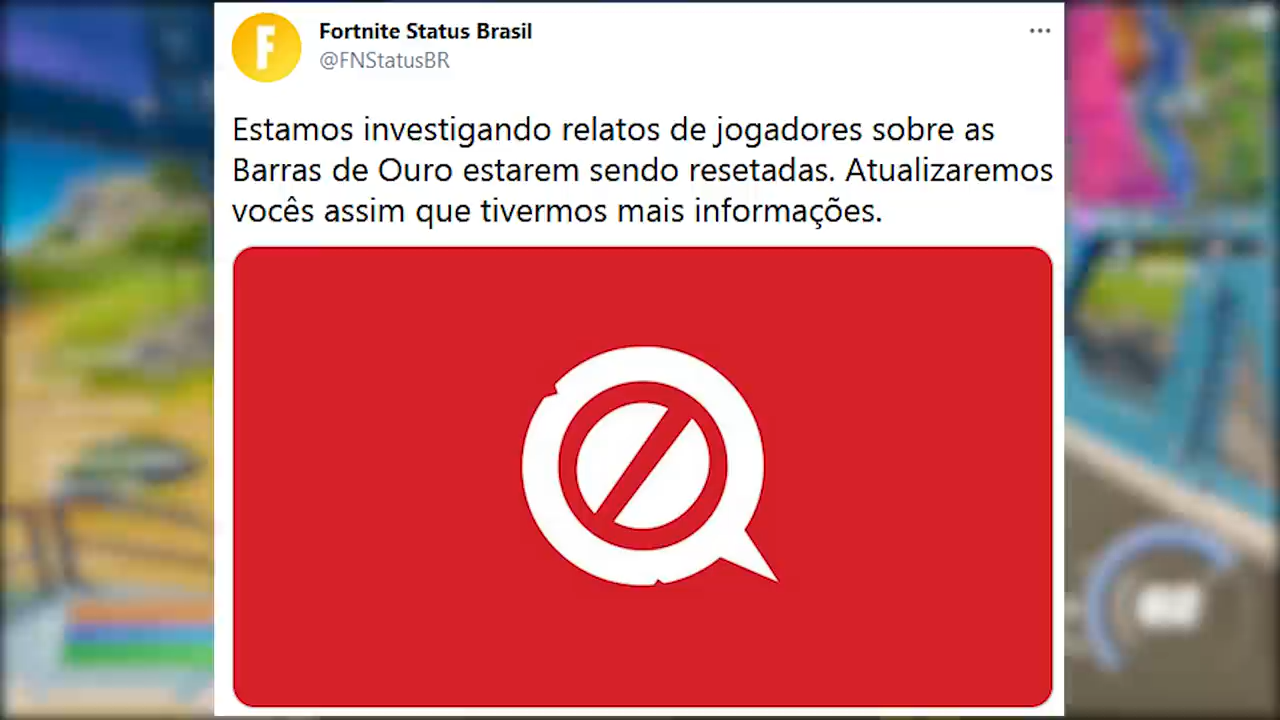 Fortnite Status Brasil
@FNStatusBR
Estamos investigando relatos de jogadores sobre as
Barras de Ouro estarem sendo resetadas. Atualizaremos
vocês assim que tivermos mais informações.